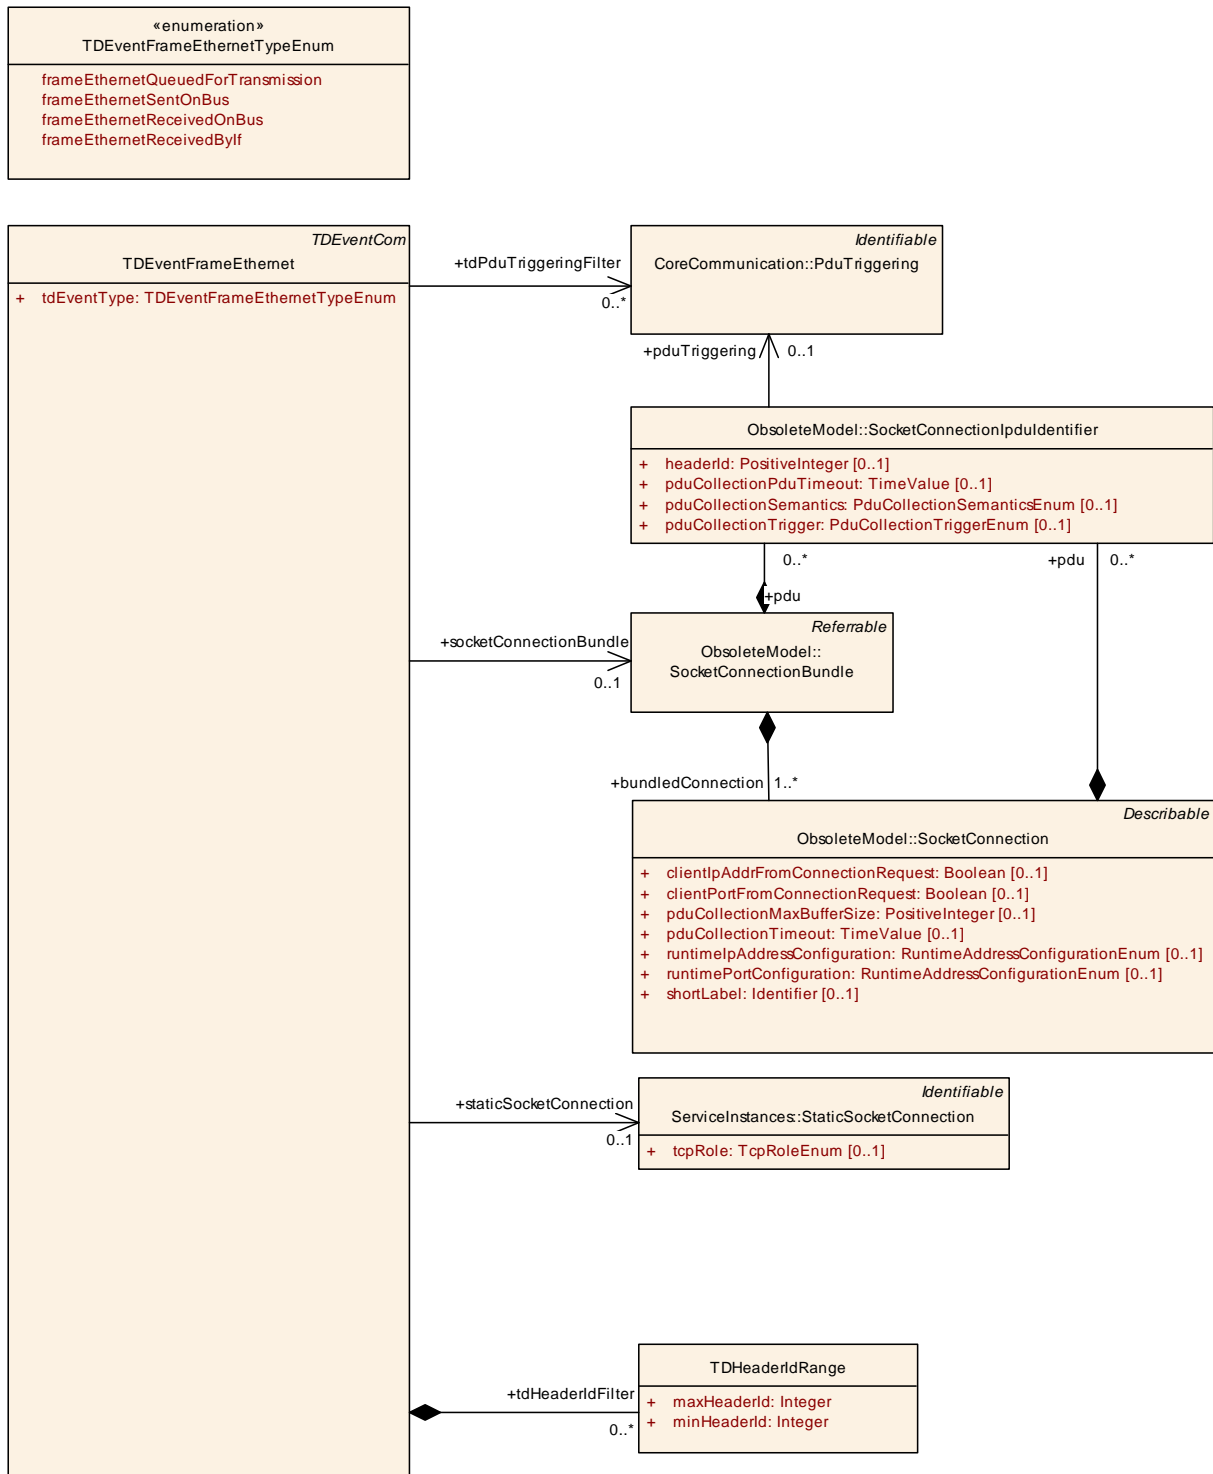 «enumeration»
TDEventFrameEthernetTypeEnum
frameEthernetQueuedForTransmission
frameEthernetSentOnBus
frameEthernetReceivedOnBus
frameEthernetReceivedByIf
TDEventCom
TDEventFrameEthernet
+ tdEventType: TDEventFrameEthernetTypeEnum
+tdPduTriggeringFilter
0..*
Identifiable
CoreCommunication::PduTriggering
+pduTriggering
0..1
ObsoleteModel::SocketConnectionIpduIdentifier
+ headerId: PositiveInteger [0..1]
+ pduCollectionPduTimeout: TimeValue [0..1]
+ pduCollectionSemantics: PduCollectionSemanticsEnum [0..1]
+ pduCollectionTrigger: PduCollectionTriggerEnum [0..1]
0..*
+pdu
+pdu
0..*
+socketConnectionBundle
0..1
Referrable
ObsoleteModel::
SocketConnectionBundle
+bundledConnection
1..*
Describable
ObsoleteModel::SocketConnection
+ clientIpAddrFromConnectionRequest: Boolean [0..1]
+ clientPortFromConnectionRequest: Boolean [0..1]
+ pduCollectionMaxBufferSize: PositiveInteger [0..1]
+ pduCollectionTimeout: TimeValue [0..1]
+ runtimeIpAddressConfiguration: RuntimeAddressConfigurationEnum [0..1]
+ runtimePortConfiguration: RuntimeAddressConfigurationEnum [0..1]
+ shortLabel: Identifier [0..1]
+staticSocketConnection
0..1
Identifiable
ServiceInstances::StaticSocketConnection
+ tcpRole: TcpRoleEnum [0..1]
+tdHeaderIdFilter
0..*
TDHeaderIdRange
+ maxHeaderId: Integer
+ minHeaderId: Integer